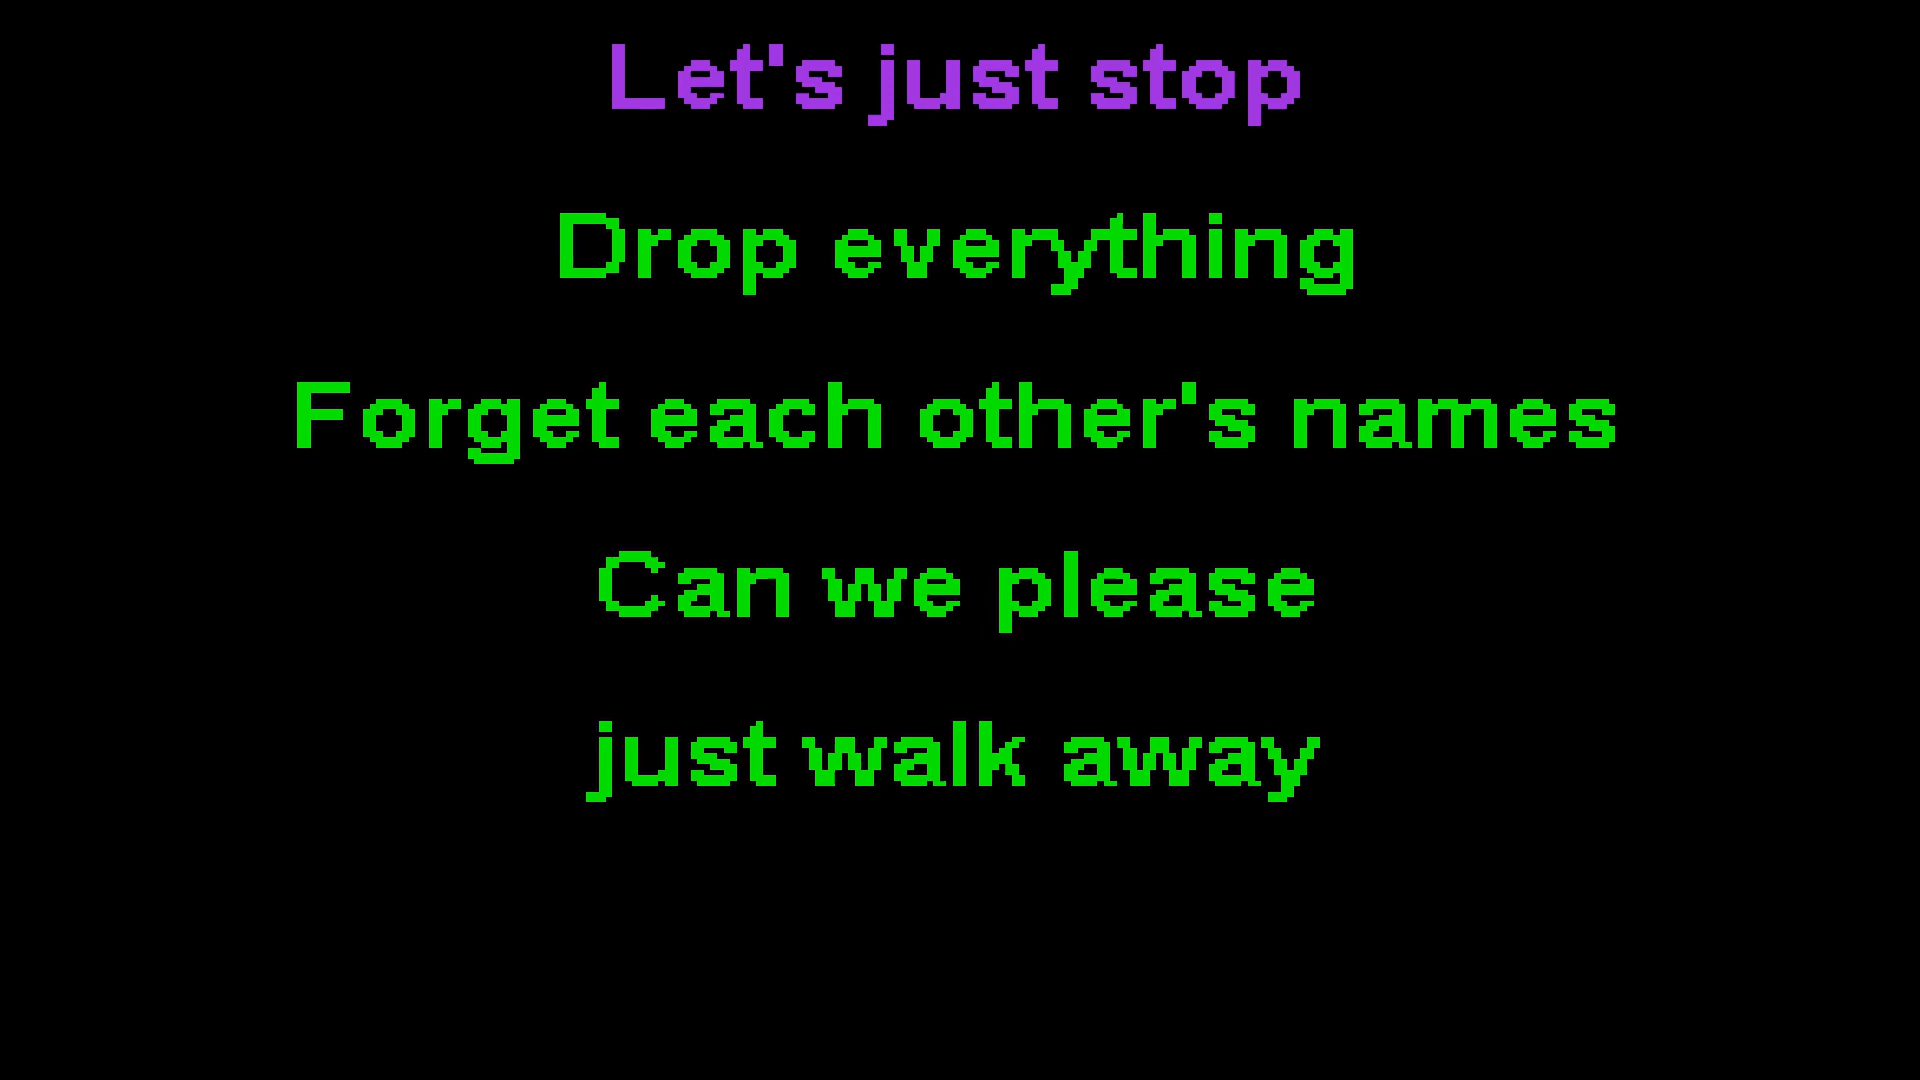 Let's just stop
Drop everything
Forget each other's names
Can we please
just walk away